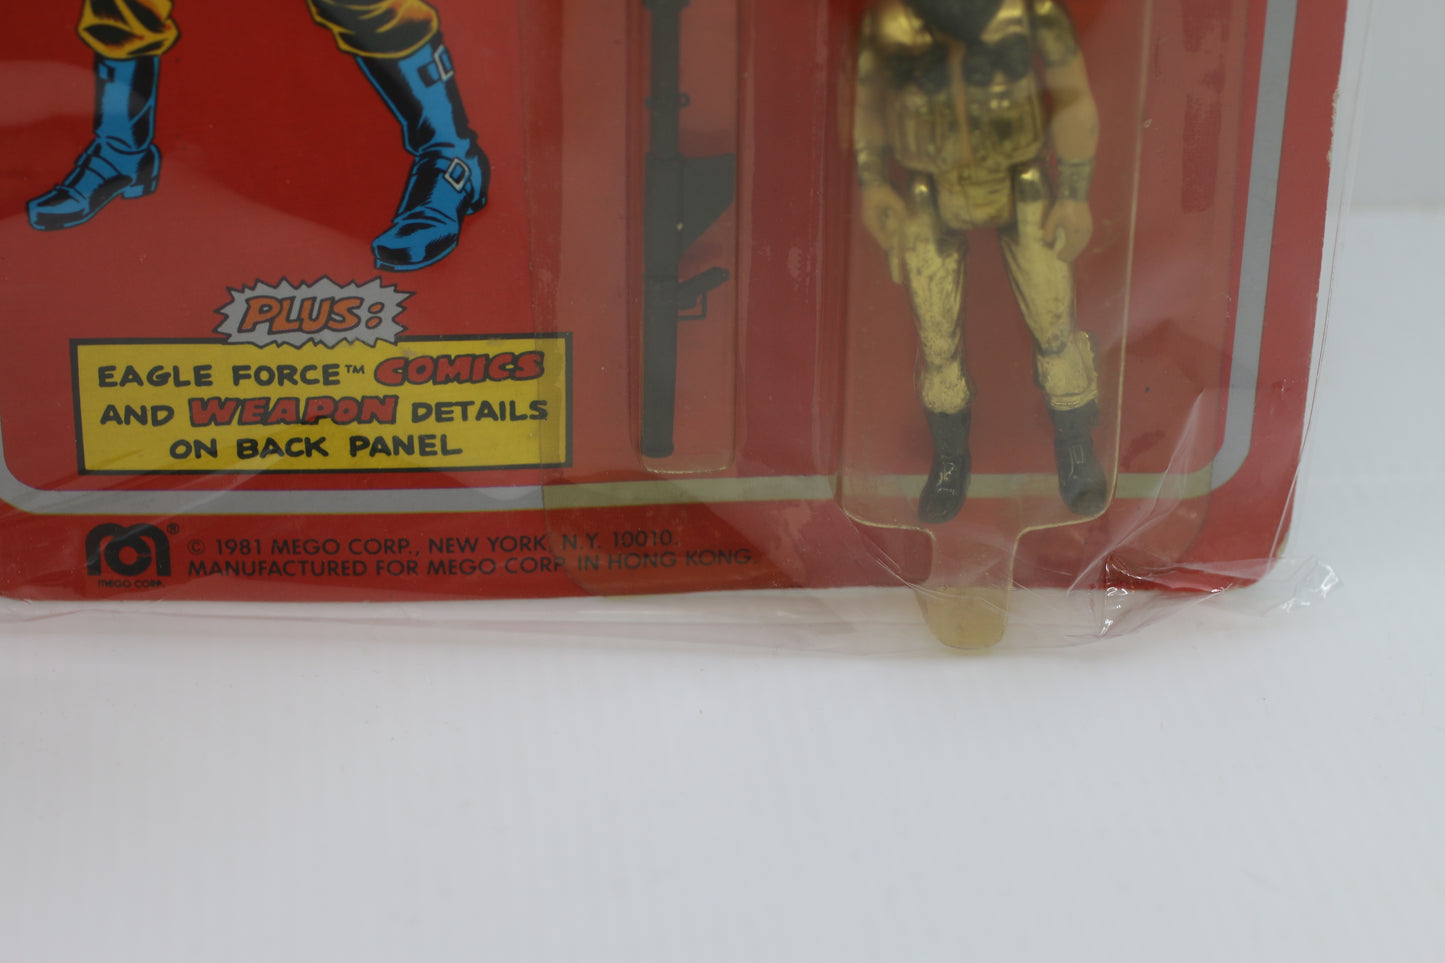 PLUS:
EAGLE FORCE™ COMICS
AND WEAPON DETAILS
ON BACK PANEL
® © 1981 MEGO CORP., NEW YORK, N.Y. 10010.
MANUFACTURED FOR MEGO CORP. IN HONG KONG.
MEGO CORP.